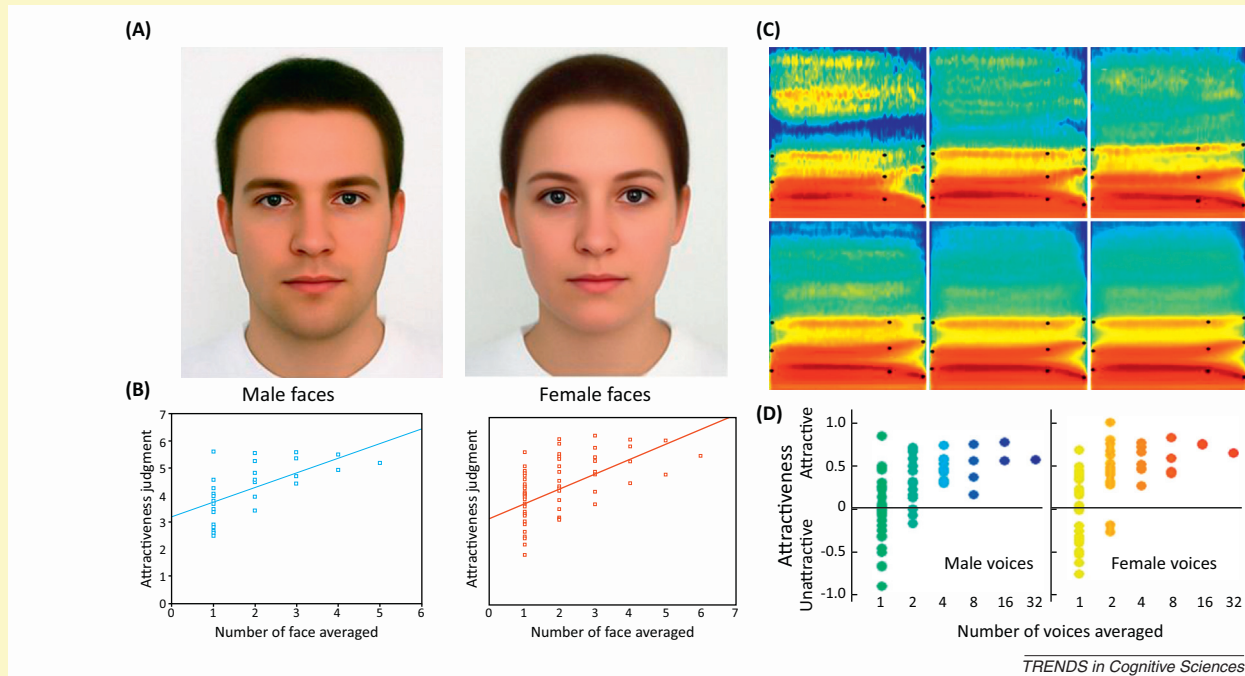 (A)
(C)
Male faces
Female faces
(B)
Attractiveness judgment
7
6
5
4
3
2
1
0
0 1 2 3 4 5 6
Number of face averaged
Attractiveness judgment
0 1 2 3 4 5 6 7
Number of face averaged
(D)
Attractiveness
Unattractive Attractive
1.0
0.5
0
-0.5
-1.0
Male voices
Female voices
1 2 4 8 16 32
1 2 4 8 16 32
Number of voices averaged
TRENDS in Cognitive Sciences